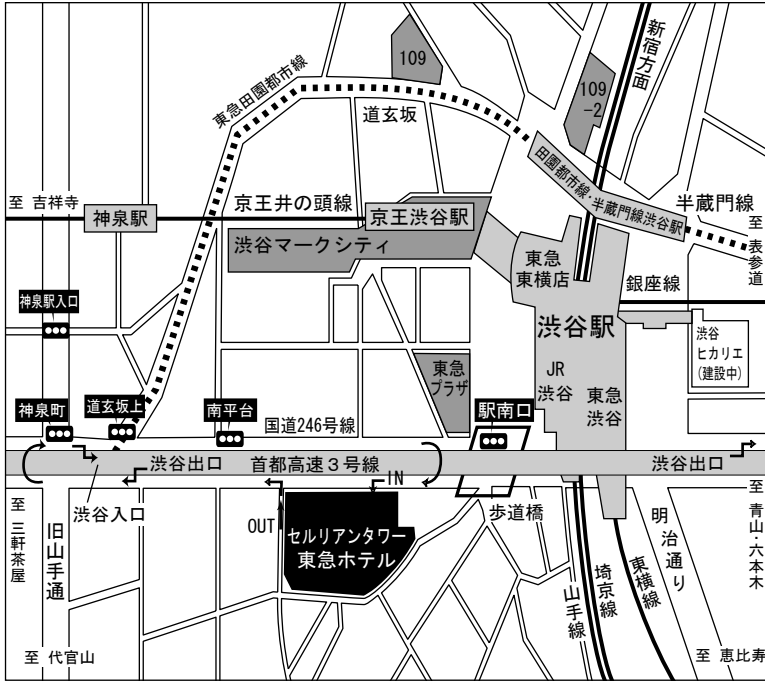 109
新宿方面
109
-2
東急田園都市線
道玄坂
田園都市線・半蔵門線渋谷駅
至 吉祥寺
神泉駅
京王井の頭線
京王渋谷駅
半蔵門線
至 表参道
渋谷マークシティ
東急
東横店
銀座線
神泉駅入口
渋谷駅
渋谷
ヒカリエ
(建設中)
東急
プラザ
JR
渋谷
東急
渋谷
神泉町
道玄坂上
南平台
駅南口
国道246号線
渋谷出口
首都高速3号線
渋谷出口
IN
至 三軒茶屋
旧山手通
渋谷入口
OUT
セルリアンタワー
東急ホテル
歩道橋
山手線
埼京線
東横線
明治通り
至 青山・六本木
至 代官山
至 恵比寿